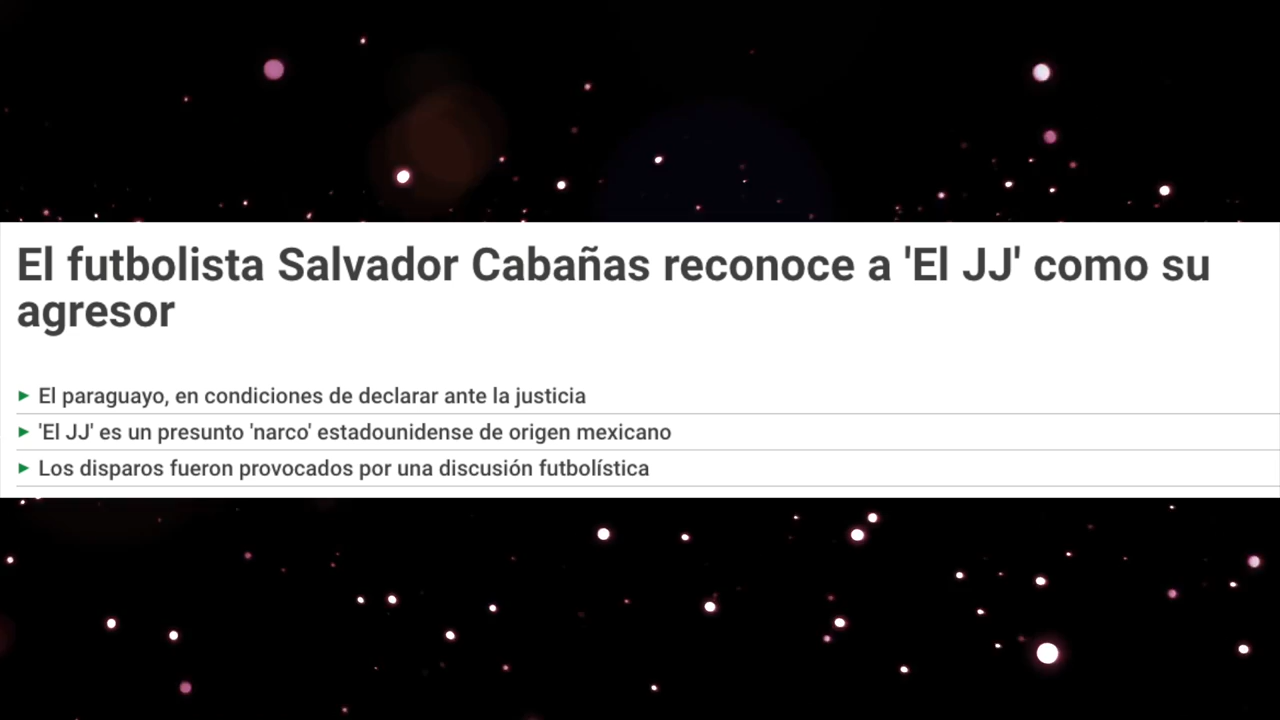 El futbolista Salvador Cabañas reconoce a 'El JJ' como su
agresor
El paraguayo, en condiciones de declarar ante la justicia
'El JJ' es un presunto 'narco' estadounidense de origen mexicano
Los disparos fueron provocados por una discusión futbolística